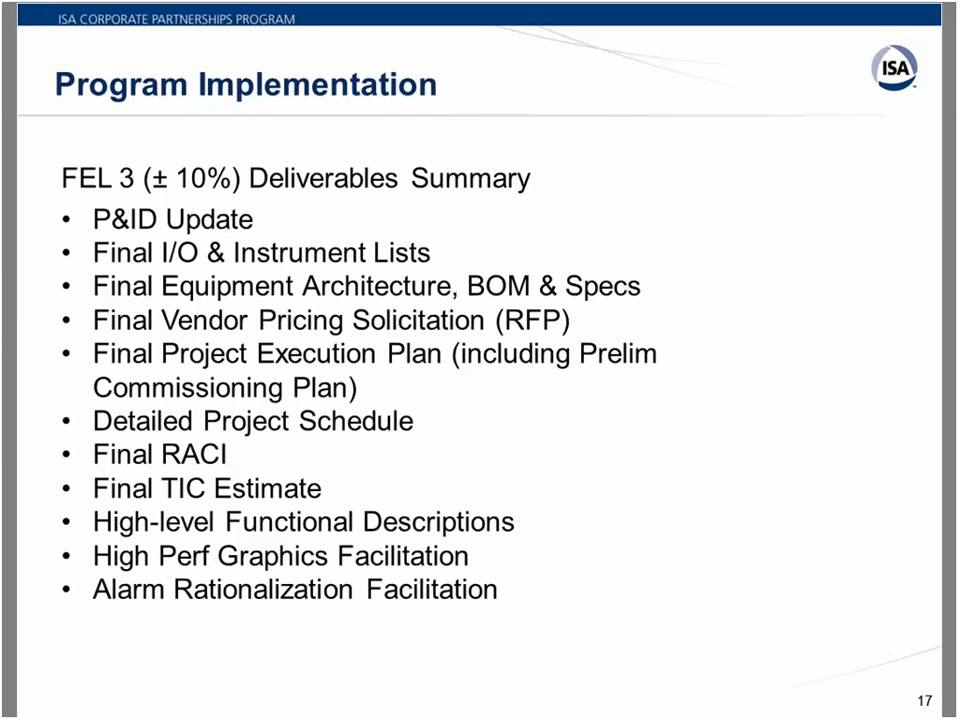 ISA CORPORATE PARTNERSHIPS PROGRAM
Program Implementation
ISA
FEL 3 (± 10%) Deliverables Summary
• P&ID Update
• Final I/O & Instrument Lists
• Final Equipment Architecture, BOM & Specs
• Final Vendor Pricing Solicitation (RFP)
• Final Project Execution Plan (including Prelim
Commissioning Plan)
• Detailed Project Schedule
• Final RACI
• Final TIC Estimate
• High-level Functional Descriptions
• High Perf Graphics Facilitation
• Alarm Rationalization Facilitation
17